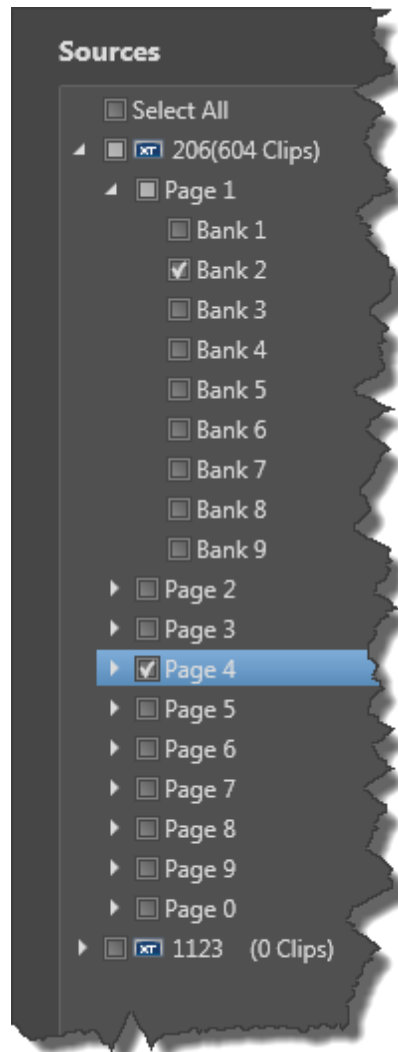 Sources
Select All
XT 206(604 Clips)
Page 1
Bank 1
Bank 2
Bank 3
Bank 4
Bank 5
Bank 6
Bank 7
Bank 8
Bank 9
Page 2
Page 3
Page 4
Page 5
Page 6
Page 7
Page 8
Page 9
Page 0
XT 1123 (0 Clips)